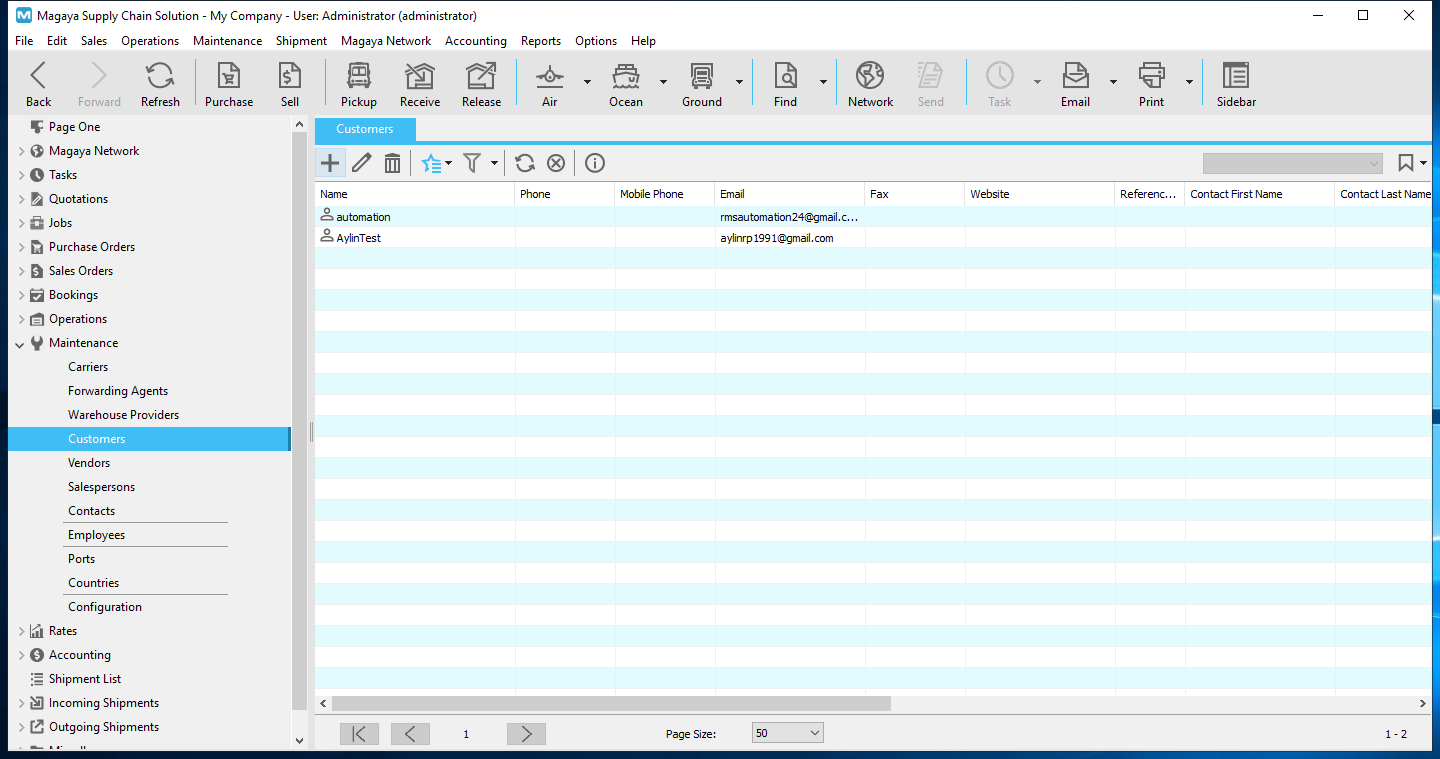 Magaya Supply Chain Solution - My Company - User: Administrator (administrator)
File Edit Sales Operations Maintenance Shipment Magaya Network Accounting Reports Options Help
Back Forward Refresh Purchase Sell Pickup Receive Release Air Ocean Ground Find Network Send Task Email Print Sidebar
Page One
Magaya Network
Tasks
Quotations
Jobs
Purchase Orders
Sales Orders
Bookings
Operations
Maintenance
Carriers
Forwarding Agents
Warehouse Providers
Customers
Vendors
Salespersons
Contacts
Employees
Ports
Countries
Configuration
Rates
Accounting
Shipment List
Incoming Shipments
Outgoing Shipments
Customers
Name Phone Mobile Phone Email Fax Website Referenc... Contact First Name Contact Last Name
automation rmsautomation24@gmail.c...
AylinTest aylinrp1991@gmail.com
1 Page Size: 50 1 - 2